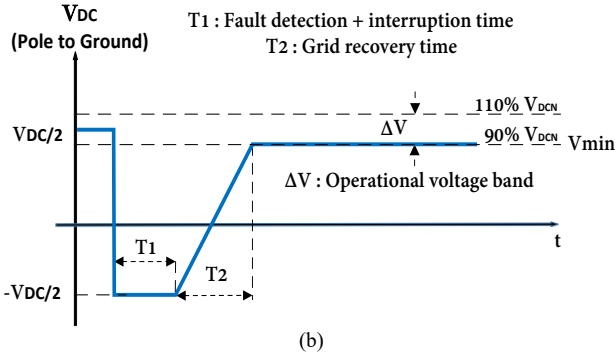 VDC
(Pole to Ground)
T1 : Fault detection + interruption time
T2 : Grid recovery time
110% VDCN
VDC/2
ΔV
90% VDCN
Vmin
ΔV : Operational voltage band
t
T1
T2
-VDC/2
(b)